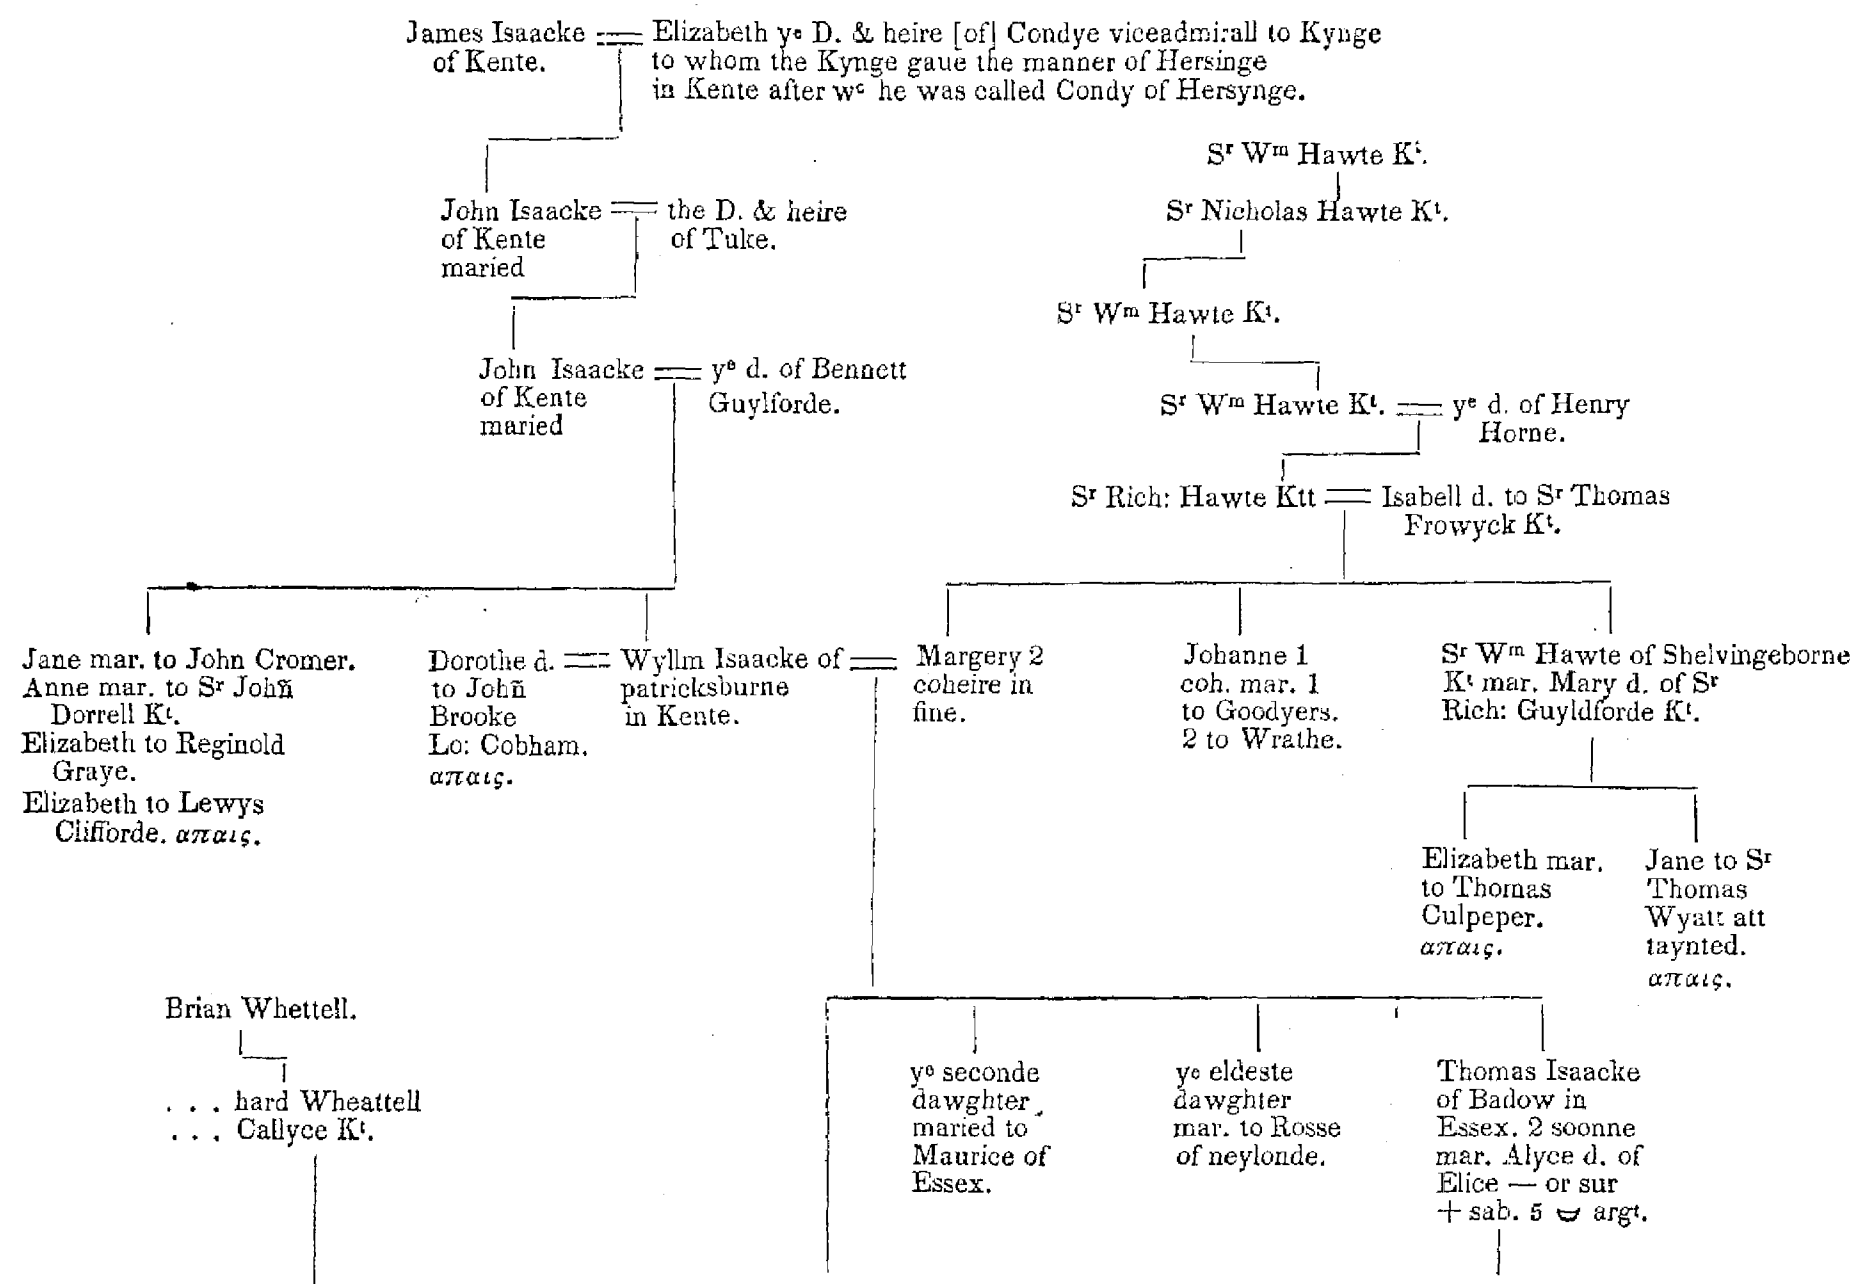 James Isaacke
of Kente.
Elizabeth yᵉ D. & heire [of] Condye viceadmirall to Kynge
to whom the Kynge gaue the manner of Hersinge
in Kente after wᶜ he was called Condy of Hersynge.
Sʳ Wᵐ Hawte Kᵗ.
Sʳ Nicholas Hawte Kᵗ.
John Isaacke
of Kente
maried
the D. & heire
of Tuke.
Sʳ Wᵐ Hawte Kᵗ.
John Isaacke
of Kente
maried
yᵉ d. of Bennett
Guylforde.
Sʳ Wᵐ Hawte Kᵗ.
yᵉ d. of Henry
Horne.
Sʳ Rich: Hawte Ktt
Isabell d. to Sʳ Thomas
Frowyck Kᵗ.
Jane mar. to John Cromer.
Anne mar. to Sʳ Johñ
Dorrell Kᵗ.
Elizabeth to Reginold
Graye.
Elizabeth to Lewys
Clifforde. απαις.
Dorothe d.
to Johñ
Brooke
Lo: Cobham.
απαις.
Wyllm Isaacke of
patricksburne
in Kente.
Margery 2
coheire in
fine.
Johanne 1
coh. mar. 1
to Goodyers.
2 to Wrathe.
Sʳ Wᵐ Hawte of Shelvingeborne
Kᵗ mar. Mary d. of Sʳ
Rich: Guyldforde Kᵗ.
Elizabeth mar.
to Thomas
Culpeper.
απαις.
Jane to Sʳ
Thomas
Wyatt att
taynted.
απαις.
Brian Whettell.
. . . hard Wheattell
. . . Callyce Kᵗ.
yᵉ seconde
dawghter
maried to
Maurice of
Essex.
yᵉ eldeste
dawghter
mar. to Rosse
of neylonde.
Thomas Isaacke
of Badow in
Essex. 2 soonne
mar. Alyce d. of
Elice — or sur
+ sab. 5 argᵗ.